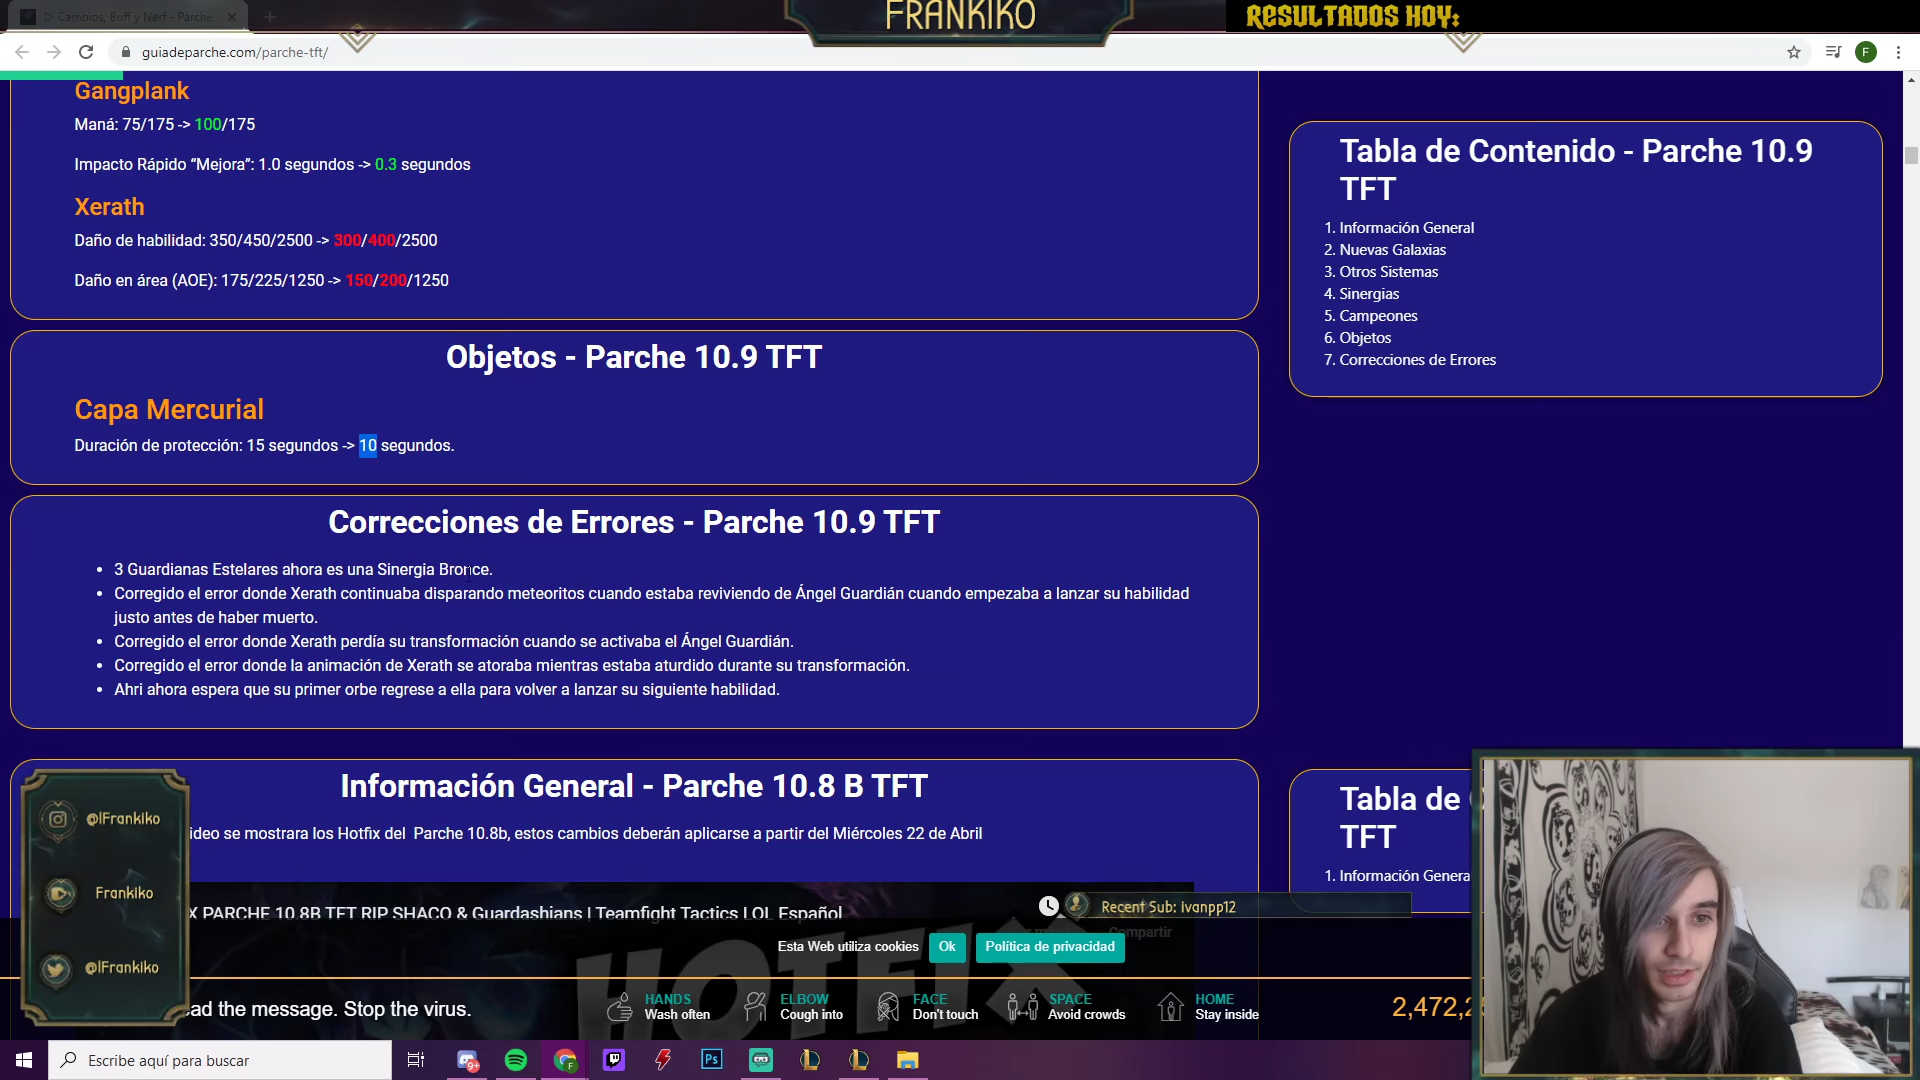 ▷ Cambios, Buff y Nerf - Parche
FRANKIKO
RESULTADOS HOY:
guiadeparche.com/parche-tft/
F
Gangplank
Maná: 75/175 -> 100/175
Impacto Rápido “Mejora”: 1.0 segundos -> 0.3 segundos
Xerath
Daño de habilidad: 350/450/2500 -> 300/400/2500
Daño en área (AOE): 175/225/1250 -> 150/200/1250
Tabla de Contenido - Parche 10.9
TFT
1. Información General
2. Nuevas Galaxias
3. Otros Sistemas
4. Sinergias
5. Campeones
6. Objetos
7. Correcciones de Errores
Objetos - Parche 10.9 TFT
Capa Mercurial
Duración de protección: 15 segundos -> 10 segundos.
Correcciones de Errores - Parche 10.9 TFT
• 3 Guardianas Estelares ahora es una Sinergia Bronce.
• Corregido el error donde Xerath continuaba disparando meteoritos cuando estaba reviviendo de Ángel Guardián cuando empezaba a lanzar su habilidad
justo antes de haber muerto.
• Corregido el error donde Xerath perdía su transformación cuando se activaba el Ángel Guardián.
• Corregido el error donde la animación de Xerath se atoraba mientras estaba aturdido durante su transformación.
• Ahri ahora espera que su primer orbe regrese a ella para volver a lanzar su siguiente habilidad.
Información General - Parche 10.8 B TFT
ideo se mostrara los Hotfix del Parche 10.8b, estos cambios deberán aplicarse a partir del Miércoles 22 de Abril
Tabla de
TFT
1. Información Genera
@lFrankiko
Frankiko
@lFrankiko
X PARCHE 10.8B TFT RIP SHACO & Guardashians | Teamfight Tactics LOL Español
Recent Sub: ivanpp12
Compartir
HOTFIX
Esta Web utiliza cookies
Ok
Política de privacidad
ead the message. Stop the virus.
HANDS
Wash often
ELBOW
Cough into
FACE
Don't touch
SPACE
Avoid crowds
HOME
Stay inside
2,472,2
Escribe aquí para buscar
9+
F
Ps